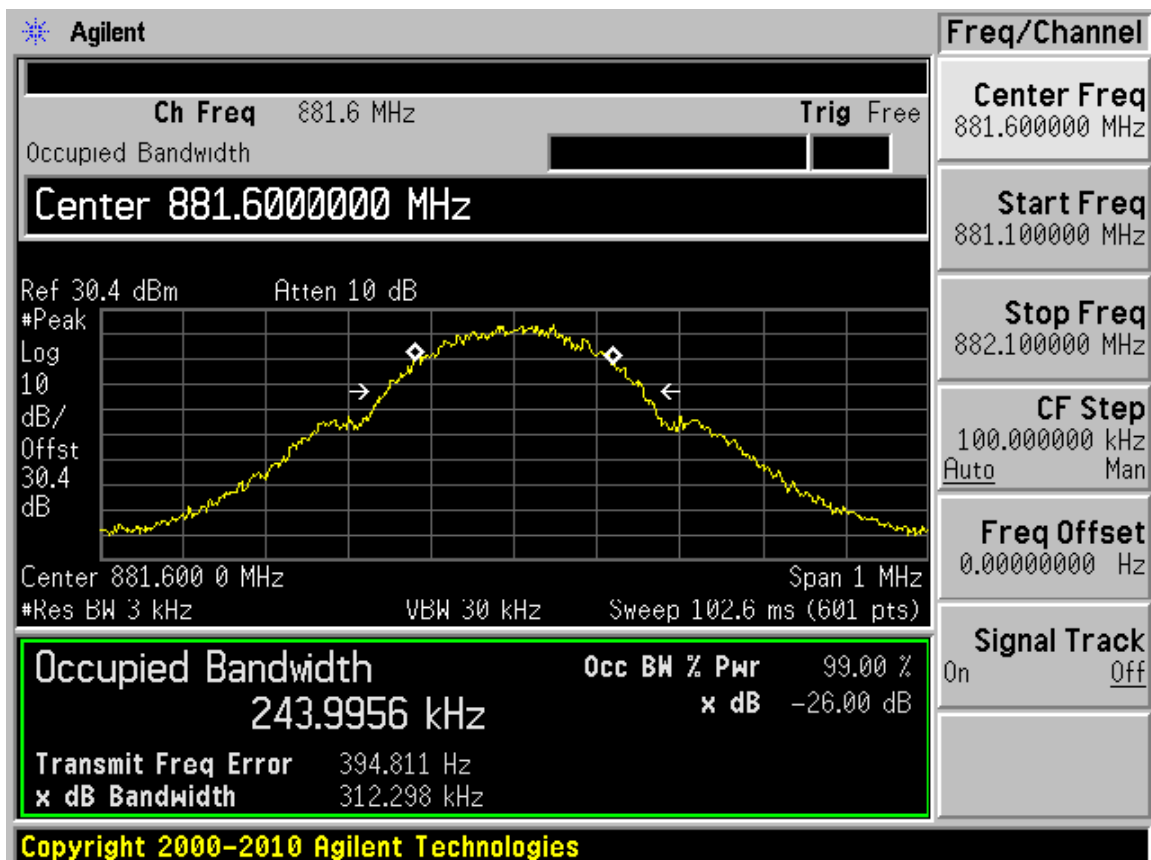 Agilent
Freq/Channel
Ch Freq 881.6 MHz Trig Free
Occupied Bandwidth
Center 881.6000000 MHz
Ref 30.4 dBm Atten 10 dB
#Peak
Log
10
dB/
Offst
30.4
dB
Center 881.600 0 MHz Span 1 MHz
#Res BW 3 kHz VBW 30 kHz Sweep 102.6 ms (601 pts)
Occupied Bandwidth
243.9956 kHz
Occ BW % Pwr 99.00 %
x dB -26.00 dB
Transmit Freq Error 394.811 Hz
x dB Bandwidth 312.298 kHz
Copyright 2000-2010 Agilent Technologies
Center Freq
881.600000 MHz
Start Freq
881.100000 MHz
Stop Freq
882.100000 MHz
CF Step
100.000000 kHz
Auto Man
Freq Offset
0.00000000 Hz
Signal Track
On Off